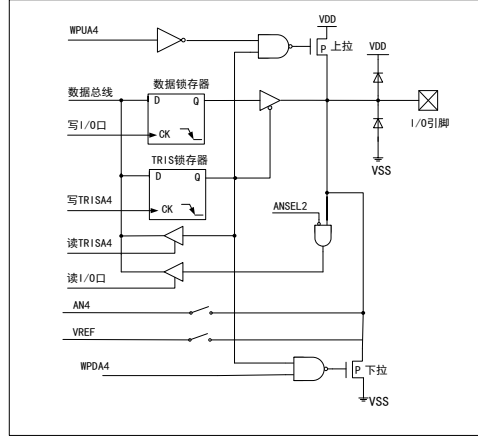 VDD
WPUA4
P 上拉
VDD
数据锁存器
数据总线
D Q
写I/O口
CK
I/O引脚
TRIS锁存器
VSS
D Q
ANSEL2
写TRISA4
CK
读TRISA4
读I/O口
AN4
VREF
WPDA4
P 下拉
VSS